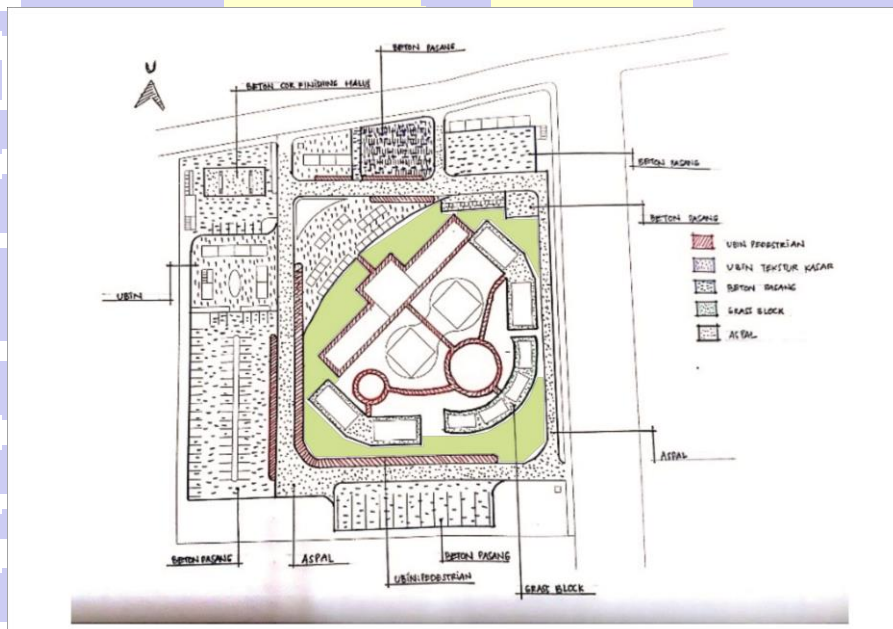 BETON PASANG
U
BETON COR FINISHING HALUS
BETON PASANG
BETON PASANG
UBIN PEDESTRIAN
UBIN TEKSTUR KASAR
UBIN
BETON PASANG
GRASS BLOCK
ASPAL
ASPAL
BETON PASANG
ASPAL
BETON PASANG
UBIN PEDESTRIAN
GRASS BLOCK